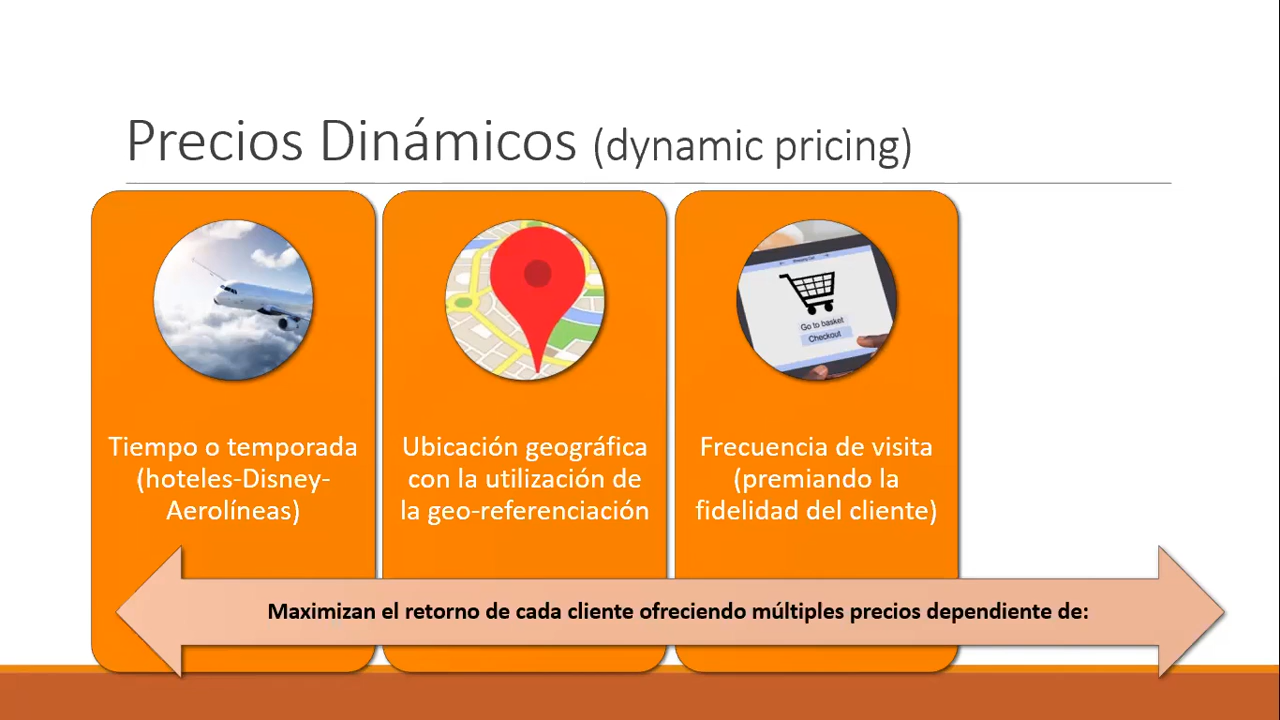 Precios Dinámicos (dynamic pricing)
Tiempo o temporada
(hoteles-Disney-
Aerolíneas)
Ubicación geográfica
con la utilización de
la geo-referenciación
Go to basket
Checkout
Frecuencia de visita
(premiando la
fidelidad del cliente)
Maximizan el retorno de cada cliente ofreciendo múltiples precios dependiente de: